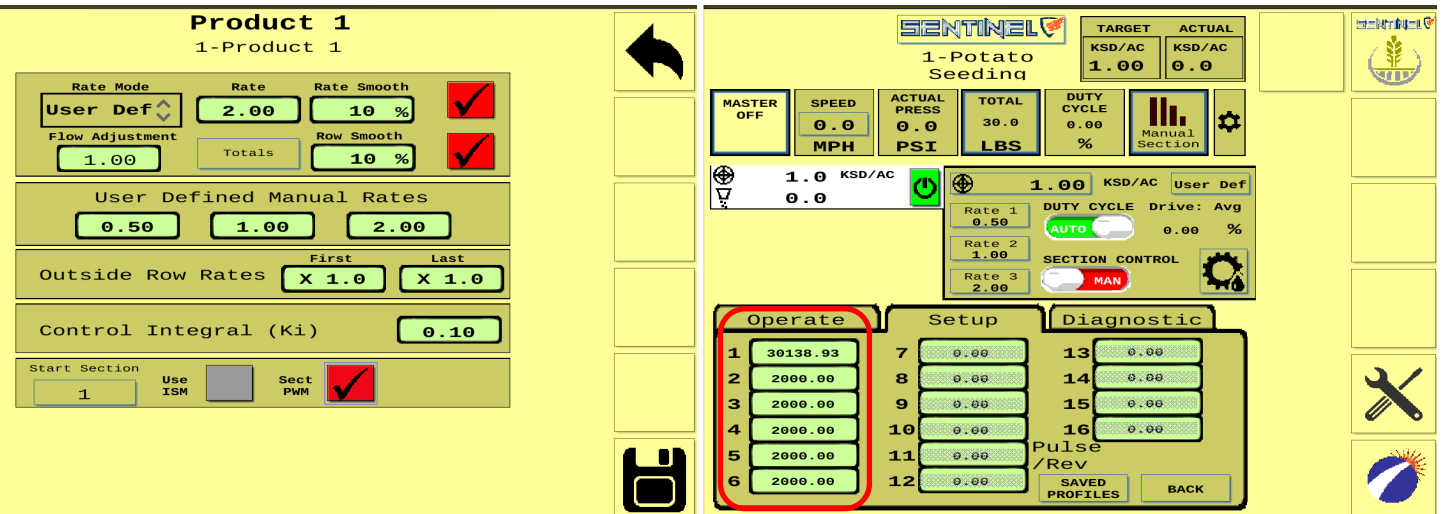 Product 1
1-Product 1
Rate Mode Rate Rate Smooth
User Def 2.00 10 %
Flow Adjustment Row Smooth
1.00 Totals 10 %
User Defined Manual Rates
0.50 1.00 2.00
First Last
Outside Row Rates X 1.0 X 1.0
Control Integral (Ki) 0.10
Start Section
1
Use
ISM
Sect
PWM
SENTINEL
1-Potato
Seeding
TARGET ACTUAL
KSD/AC KSD/AC
1.00 0.0
SENTINEL
MASTER
OFF
SPEED
0.0
MPH
ACTUAL
PRESS
0.0
PSI
TOTAL
30.0
LBS
DUTY
CYCLE
0.00
%
Manual
Section
1.0 KSD/AC
0.0
1.00 KSD/AC User Def
Rate 1
0.50
Rate 2
1.00
Rate 3
2.00
DUTY CYCLE Drive: Avg
AUTO 0.00 %
SECTION CONTROL
MAN
Operate Setup Diagnostic
1 30138.93 7 0.00 13 0.00
2 2000.00 8 0.00 14 0.00
3 2000.00 9 0.00 15 0.00
4 2000.00 10 0.00 16 0.00
5 2000.00 11 0.00 Pulse
/Rev
6 2000.00 12 0.00
SAVED
PROFILES
BACK